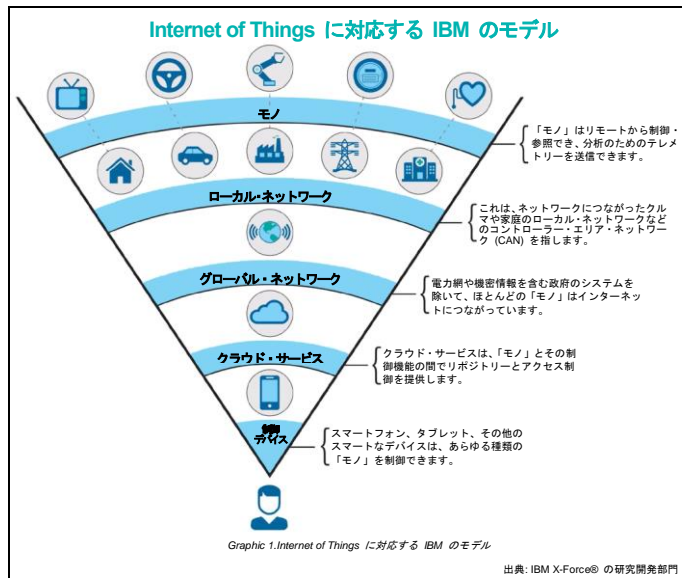 Internet of Things に対応する IBM のモデル
モノ
「モノ」はリモートから制御・
参照でき、分析のためのテレメ
トリーを送信できます。
ローカル・ネットワーク
これは、ネットワークにつながったクル
マや家庭のローカル・ネットワークなど
のコントローラー・エリア・ネットワー
ク (CAN) を指します。
グローバル・ネットワーク
電力網や機密情報を含む政府のシステムを
除いて、ほとんどの「モノ」はインターネッ
トにつながっています。
クラウド・サービス
クラウド・サービスは、「モノ」とその制
御機能の間でリポジトリーとアクセス制
御を提供します。
デバイス
スマートフォン、タブレット、その他の
スマートなデバイスは、あらゆる種類の
「モノ」を制御できます。
Graphic 1.Internet of Things に対応する IBM のモデル
出典: IBM X-Force® の研究開発部門